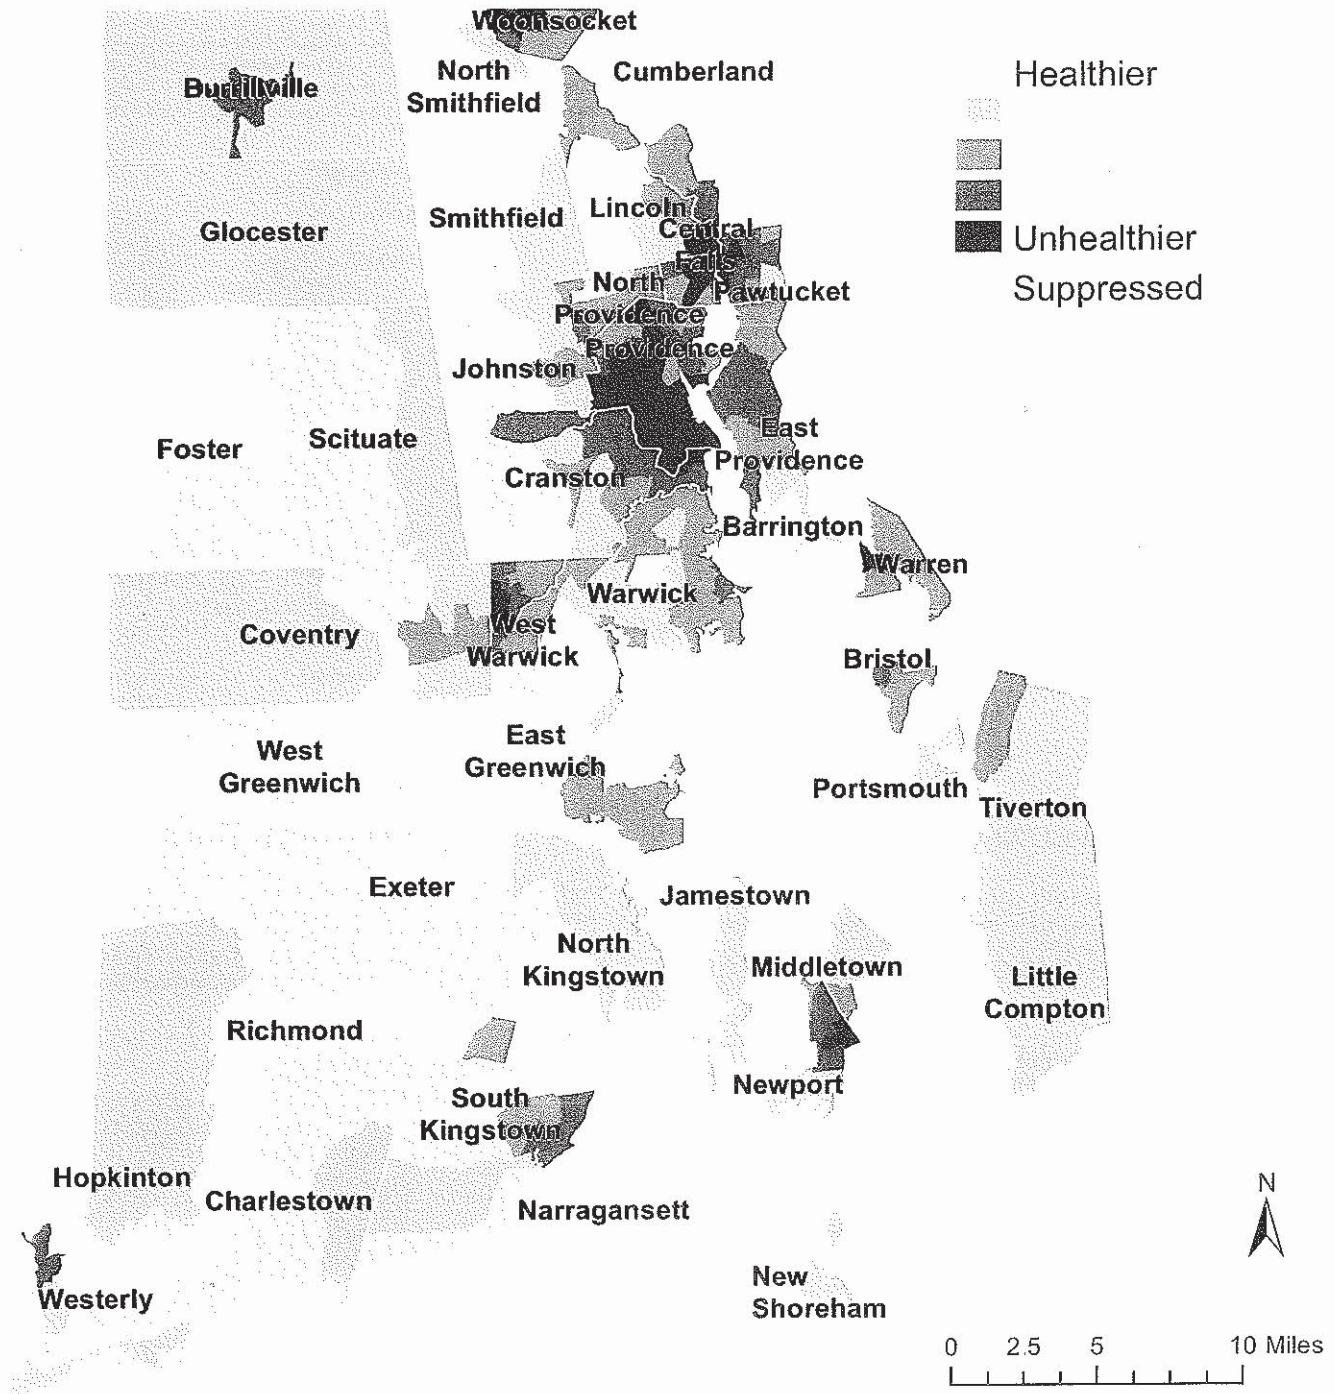 Woonsocket
North
Smithfield
Cumberland
Burrillville
Healthier
Unhealthier
Suppressed
Glocester
Smithfield
Lincoln
Central
Falls
North
Providence
Pawtucket
Providence
Johnston
Foster
Scituate
East
Providence
Cranston
Barrington
Warren
Warwick
Coventry
West
Warwick
Bristol
West
Greenwich
East
Greenwich
Portsmouth
Tiverton
Exeter
Jamestown
North
Kingstown
Middletown
Little
Compton
Richmond
Newport
South
Kingstown
Hopkinton
Charlestown
Narragansett
N
Westerly
New
Shoreham
0 2.5 5 10 Miles